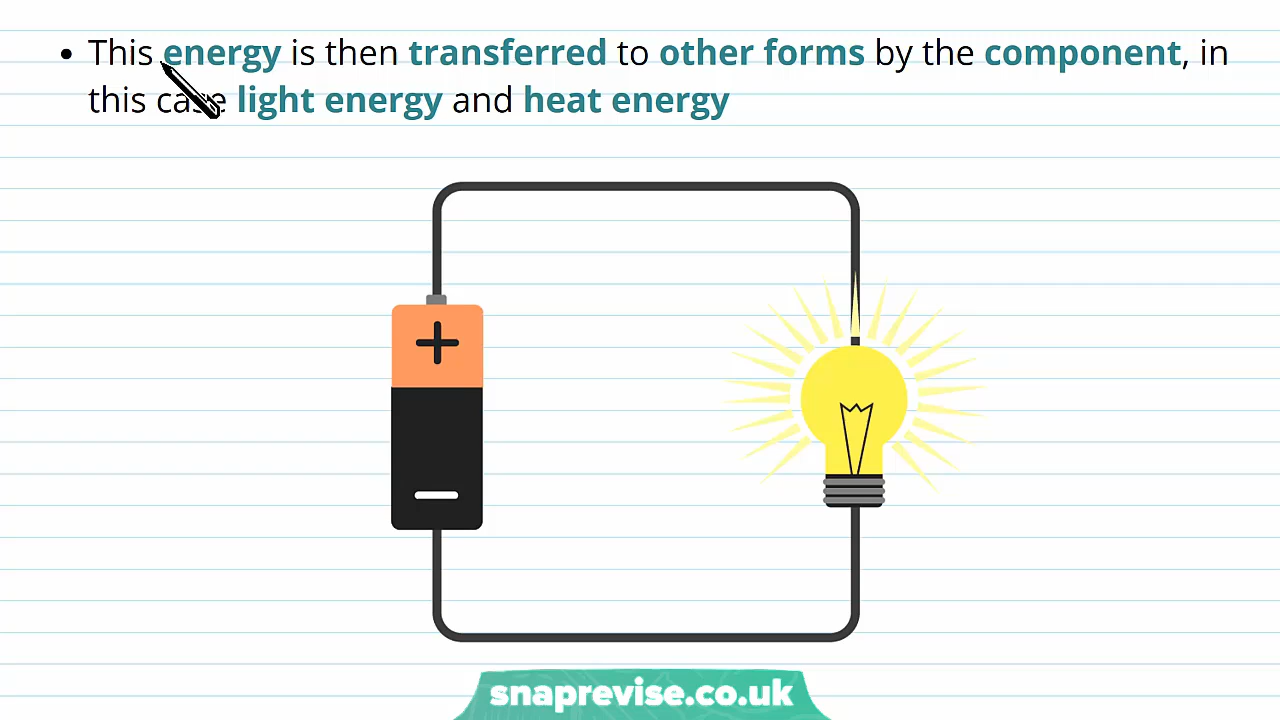 • This energy is then transferred to other forms by the component, in
this case light energy and heat energy
+
−
snaprevise.co.uk